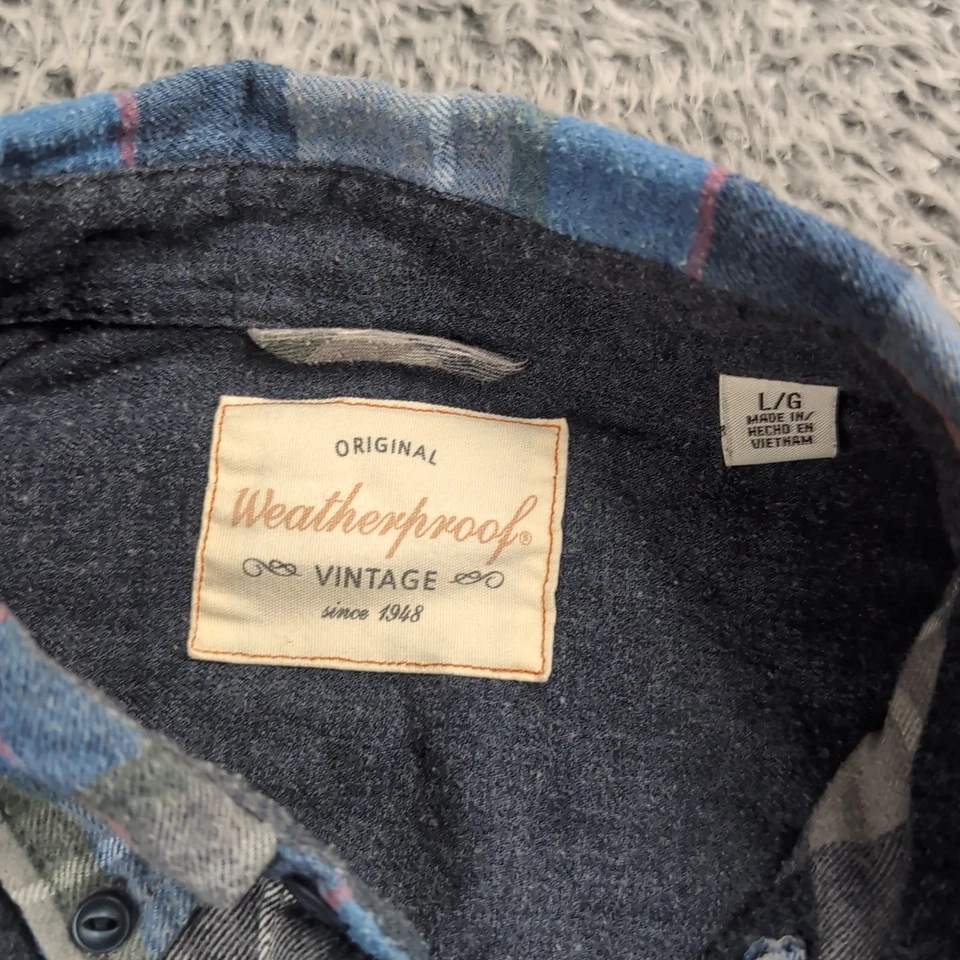 ORIGINAL
Weatherproof®
VINTAGE
since 1948
L/G
MADE IN/
HECHO EN
VIETNAM